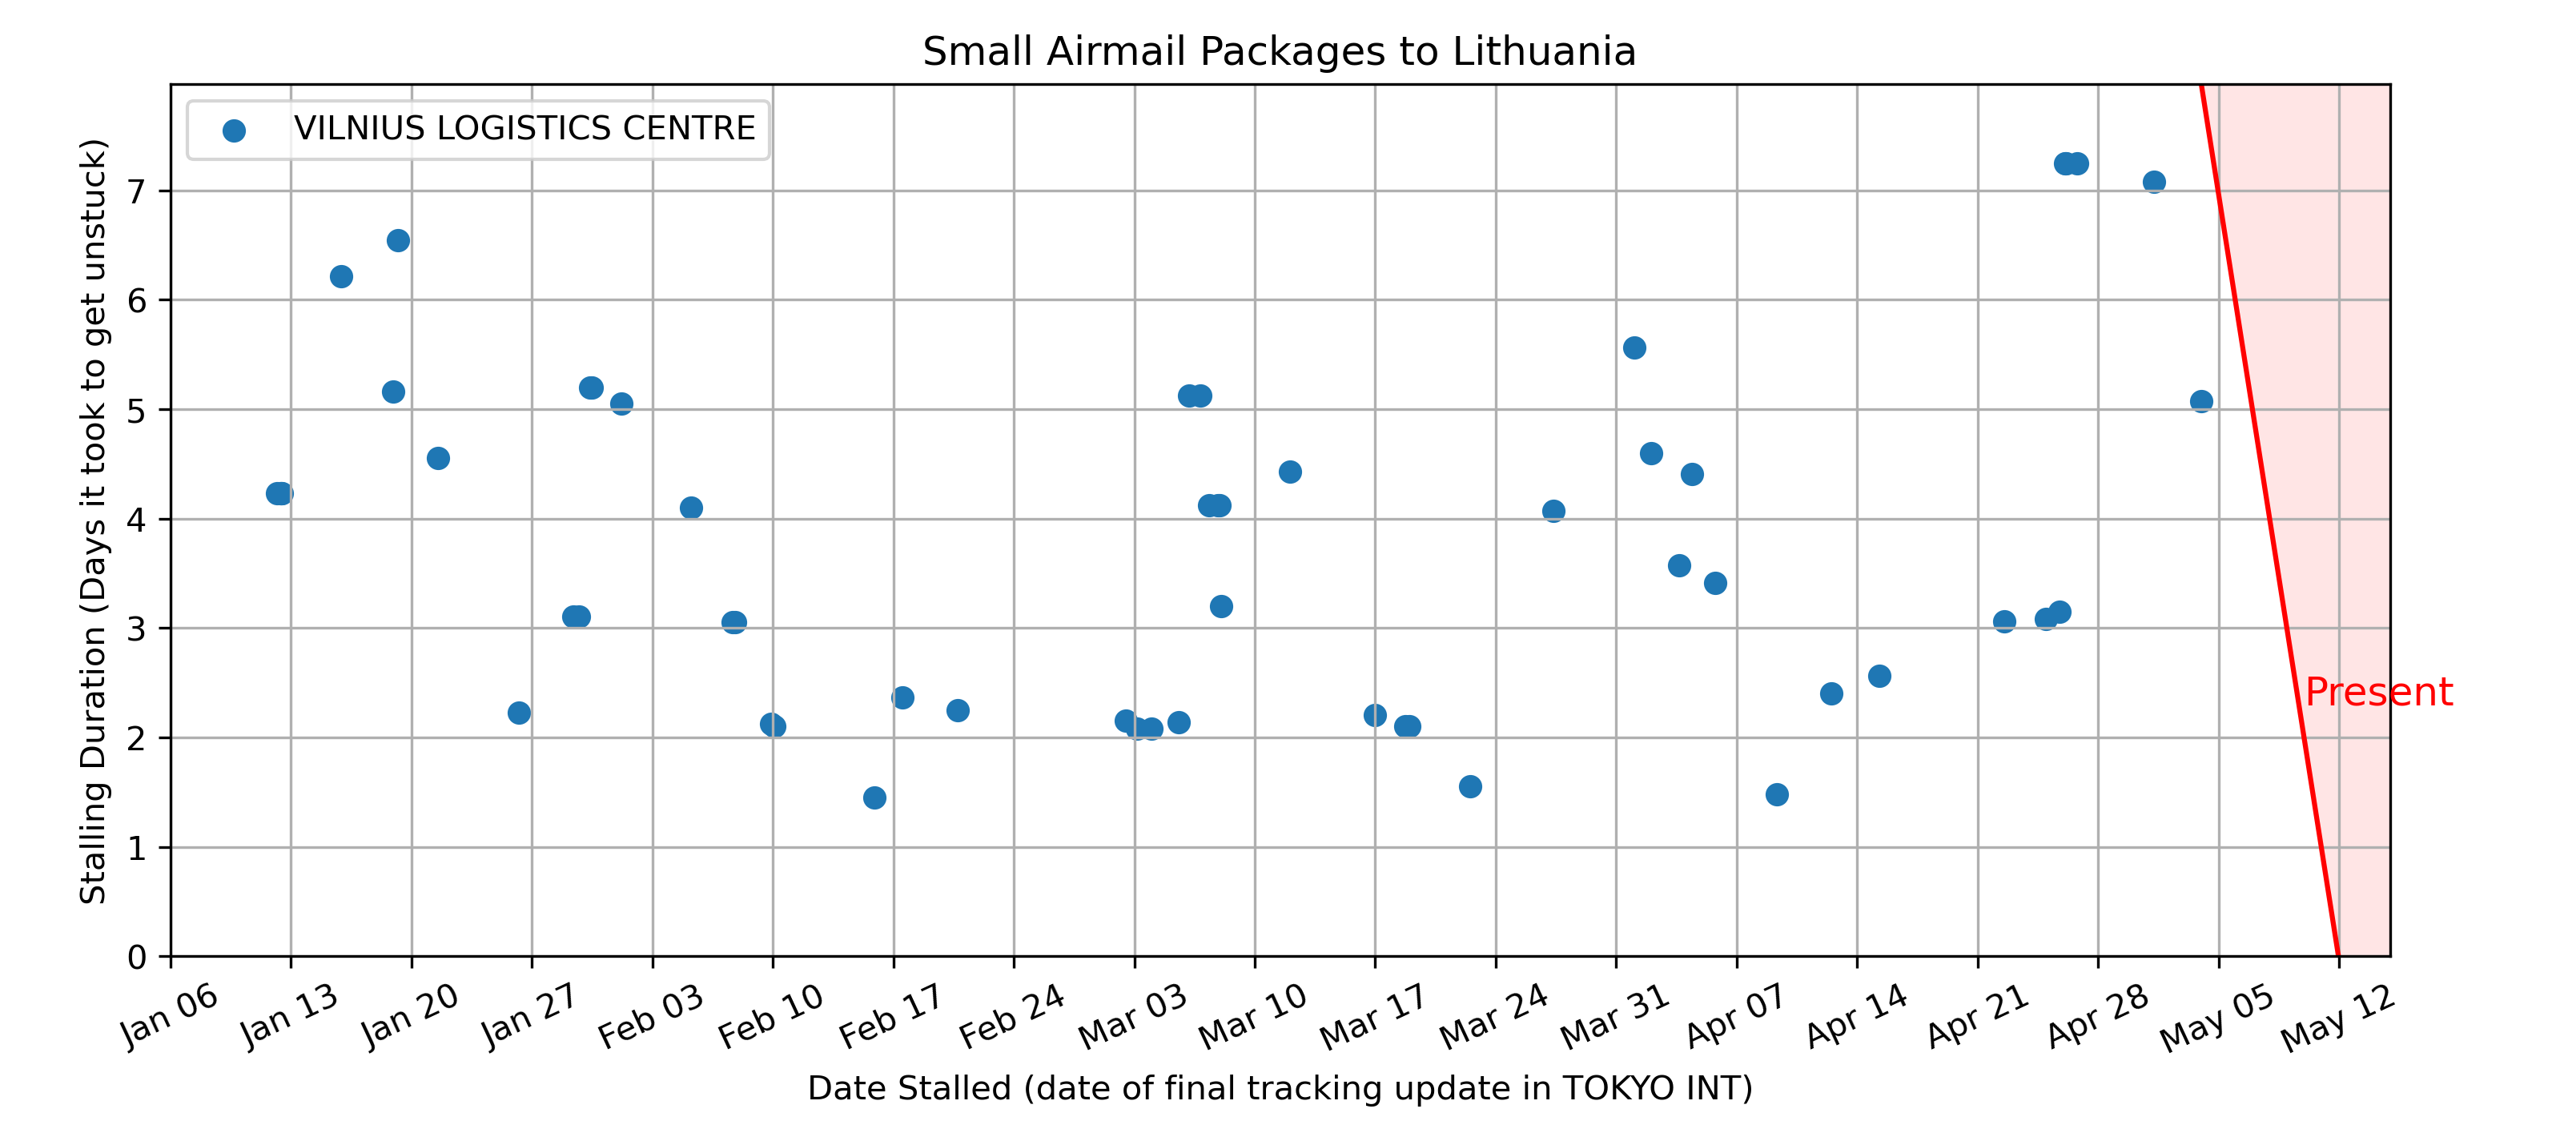 Small Airmail Packages to Lithuania
VILNIUS LOGISTICS CENTRE
Stalling Duration (Days it took to get unstuck)
7
6
5
4
3
2
1
0
Present
Jan 06
Jan 13
Jan 20
Jan 27
Feb 03
Feb 10
Feb 17
Feb 24
Mar 03
Mar 10
Mar 17
Mar 24
Mar 31
Apr 07
Apr 14
Apr 21
Apr 28
May 05
May 12
Date Stalled (date of final tracking update in TOKYO INT)